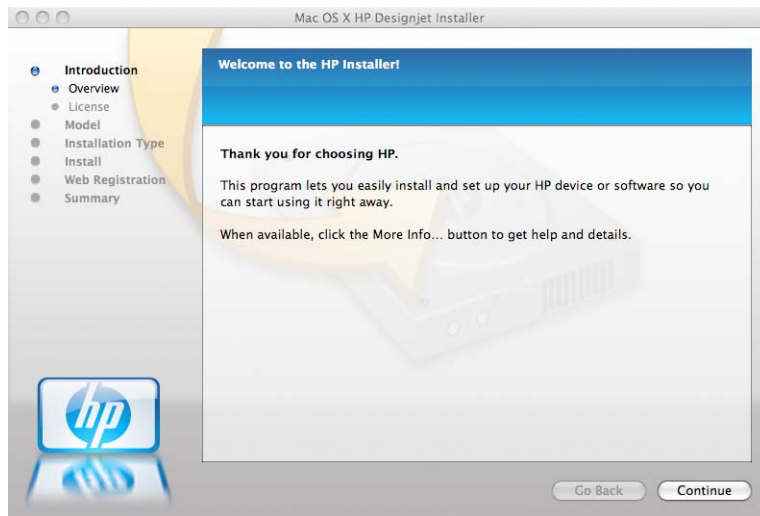 Mac OS X HP Designjet Installer
Introduction
Overview
License
Model
Installation Type
Install
Web Registration
Summary
Welcome to the HP Installer!
Thank you for choosing HP.
This program lets you easily install and set up your HP device or software so you
can start using it right away.
When available, click the More Info... button to get help and details.
hp
Go Back
Continue